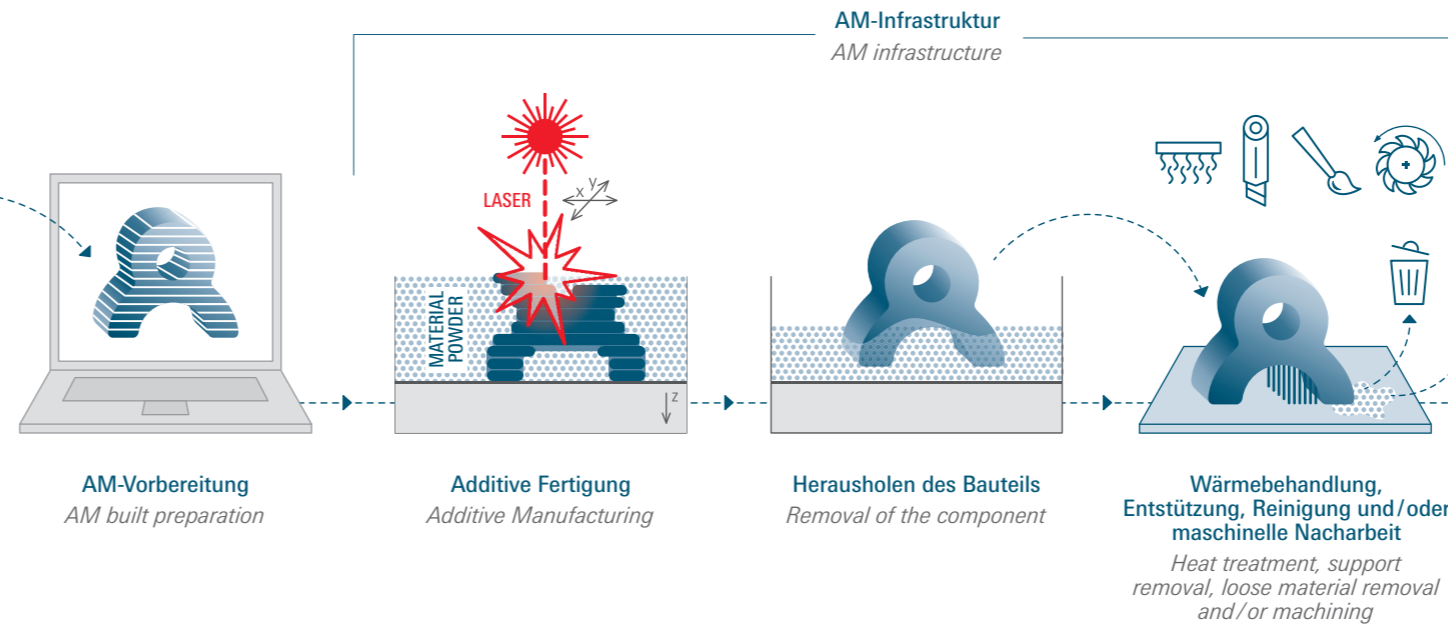 AM-Infrastruktur
AM infrastructure
LASER
x
y
MATERIAL
POWDER
z
AM-Vorbereitung
AM built preparation
Additive Fertigung
Additive Manufacturing
Herausholen des Bauteils
Removal of the component
Wärmebehandlung,
Entstützung, Reinigung und/oder
maschinelle Nacharbeit
Heat treatment, support
removal, loose material removal
and/or machining